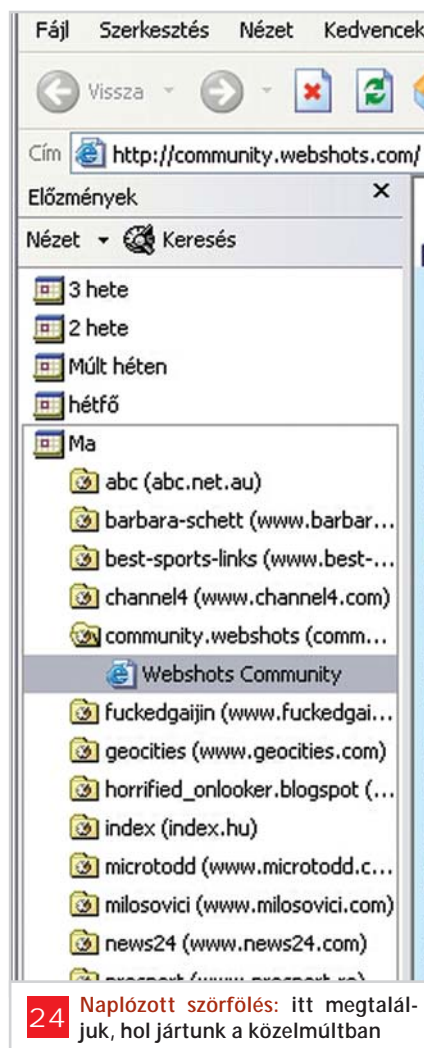 Fájl Szerkesztés Nézet Kedvencek
Vissza
Cím http://community.webshots.com/
Előzmények
Nézet Keresés
3 hete
2 hete
Múlt héten
hétfő
Ma
abc (abc.net.au)
barbara-schett (www.barbar...
best-sports-links (www.best-...
channel4 (www.channel4.com)
community.webshots (comm...
Webshots Community
fuckedgaijin (www.fuckedgai...
geocities (www.geocities.com)
horrified_onlooker.blogspot (...
index (index.hu)
microtodd (www.microtodd.c...
milosovici (www.milosovici.com)
news24 (www.news24.com)
24 Naplózott szörfölés: itt megtalál-
juk, hol jártunk a közelmúltban